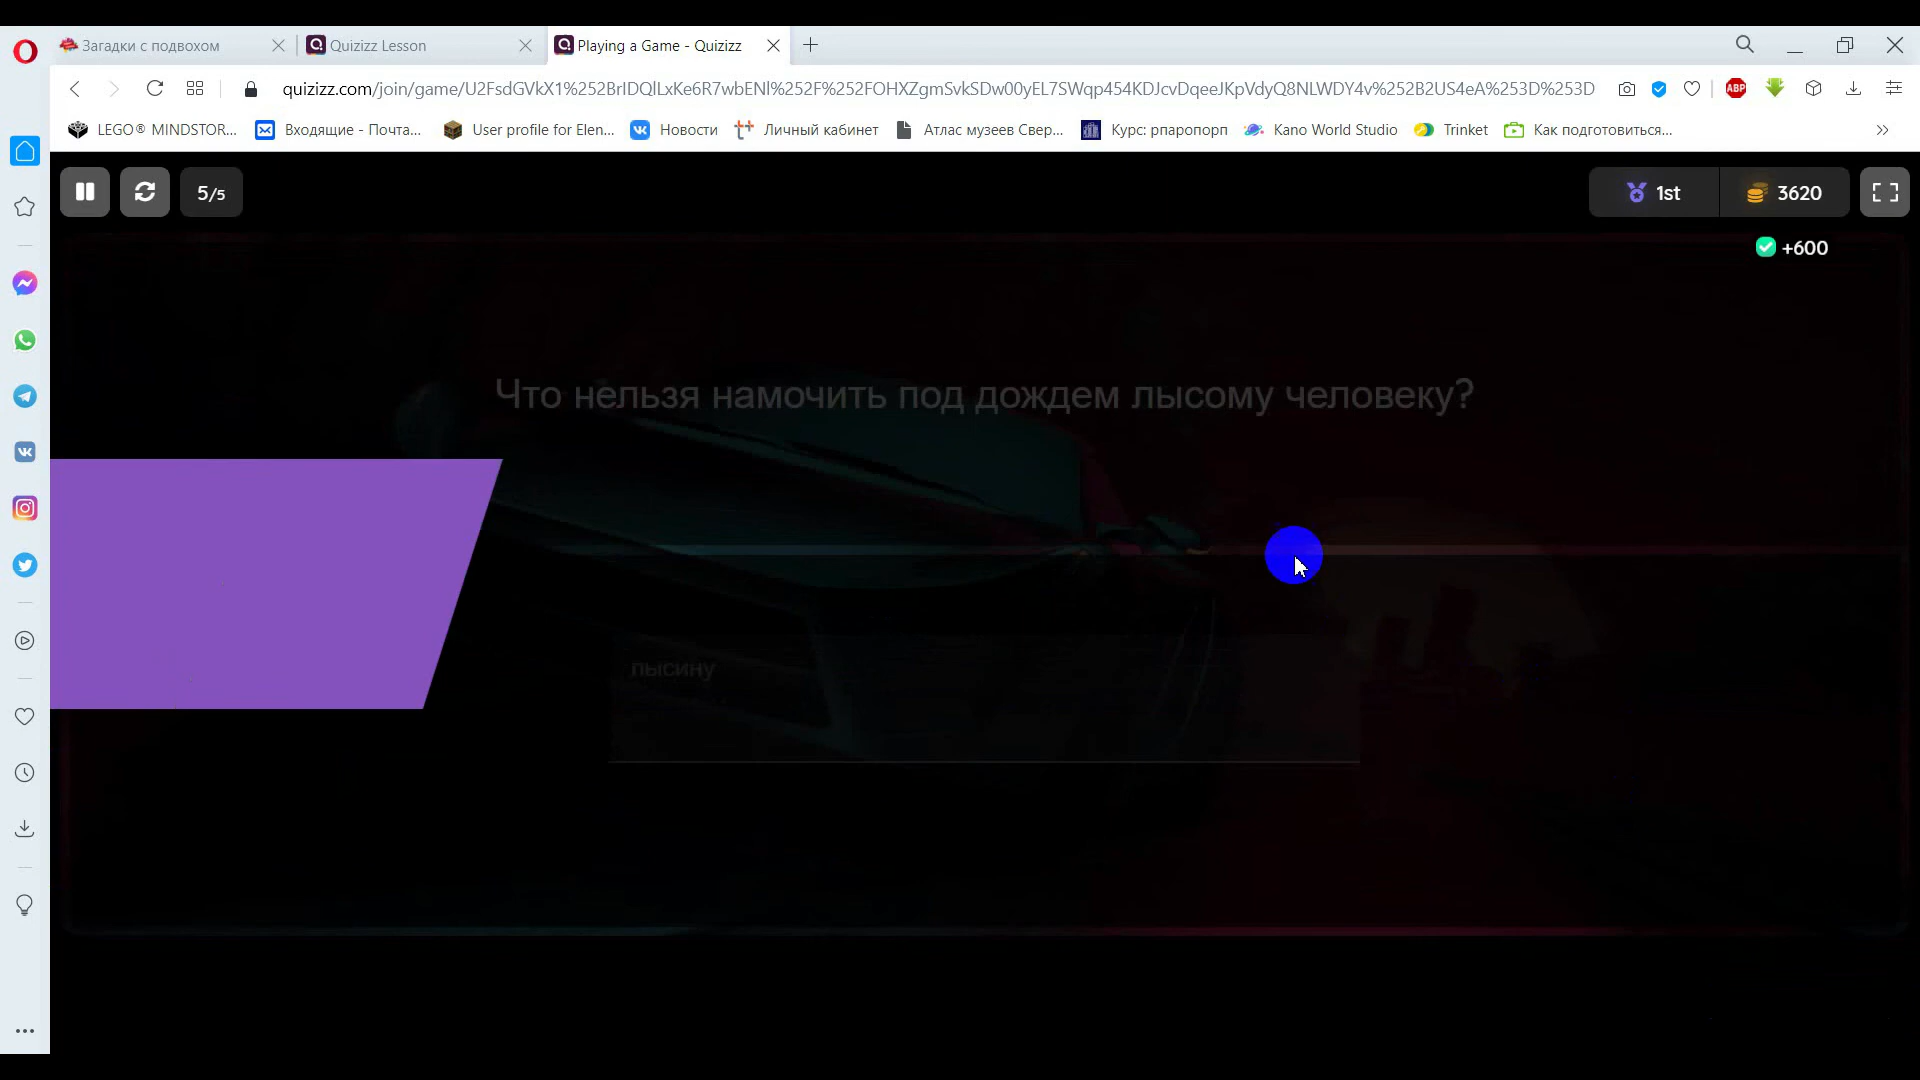 Загадки с подвохом
Quizizz Lesson
Playing a Game - Quizizz
quizizz.com/join/game/U2FsdGVkX1%252BrIDQlLxKe6R7wbENl%252F%252FOHXZgmSvkSDw00yEL7SWqp454KDJcvDqeeJKpVdyQ8NLWDY4v%252B2US4eA%253D%253D
ABP
LEGO® MINDSTOR...
Входящие - Почта...
User profile for Elen...
Новости
Личный кабинет
Атлас музеев Свер...
Курс: рпаропорп
Kano World Studio
Trinket
Как подготовиться...
5/5
1st
3620
+600
Что нельзя намочить под дождем лысому человеку?
лысину